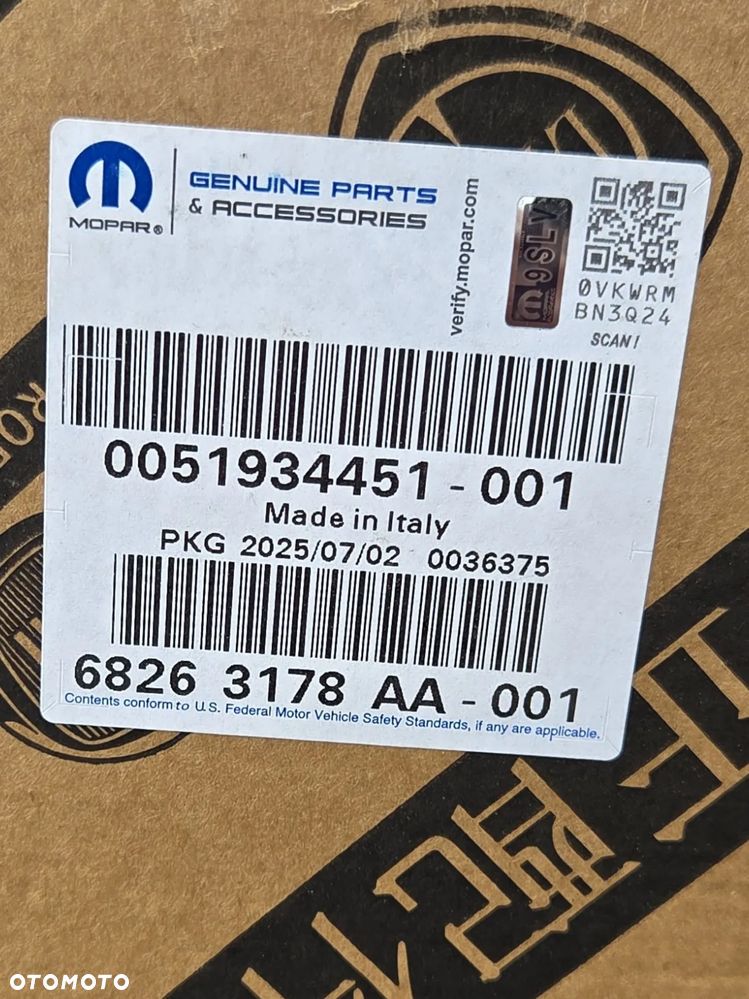 MOPAR®
GENUINE PARTS
& ACCESSORIES
verify.mopar.com
9SLV
0VKWRM
BN3Q24
SCAN!
0051934451 - 001
Made in Italy
PKG 2025/07/02 0036375
6826 3178 AA - 001
Contents conform to U.S. Federal Motor Vehicle Safety Standards, if any are applicable.
OTOMOTO